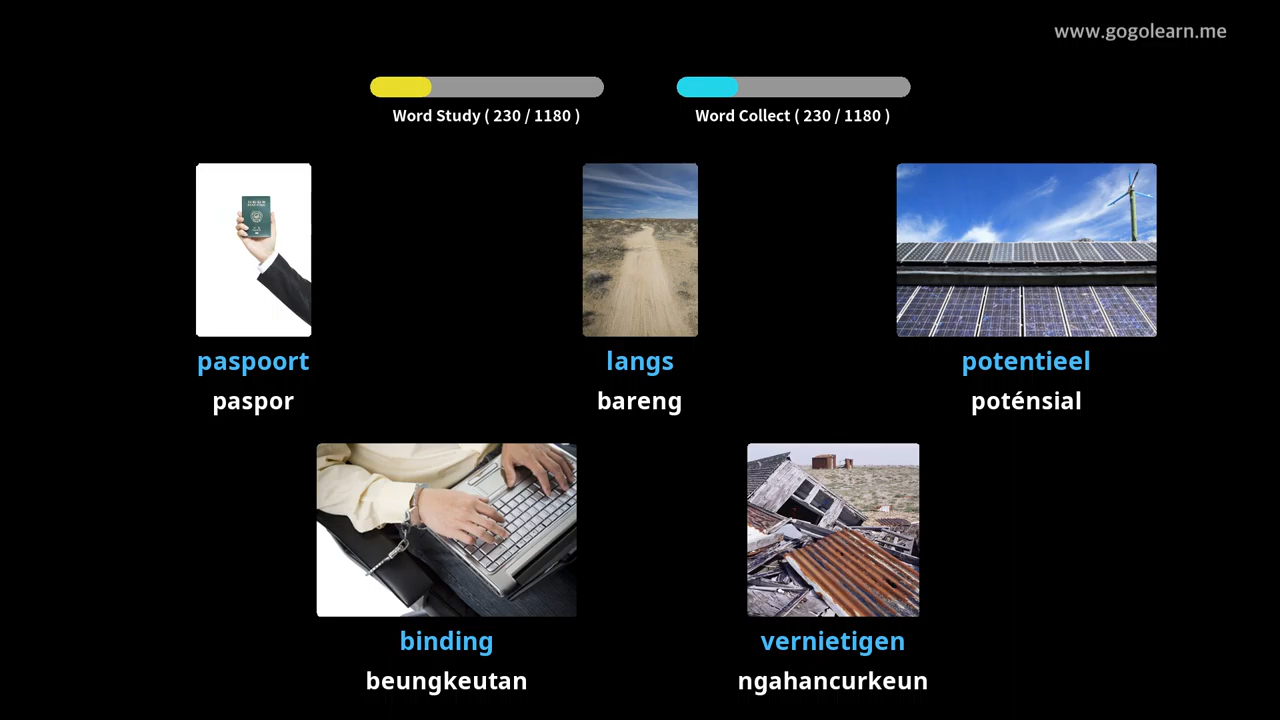 www.gogolearn.me
Word Study ( 230 / 1180 )
Word Collect ( 230 / 1180 )
paspoort
paspor
langs
bareng
potentieel
poténsial
binding
beungkeutan
vernietigen
ngahancurkeun